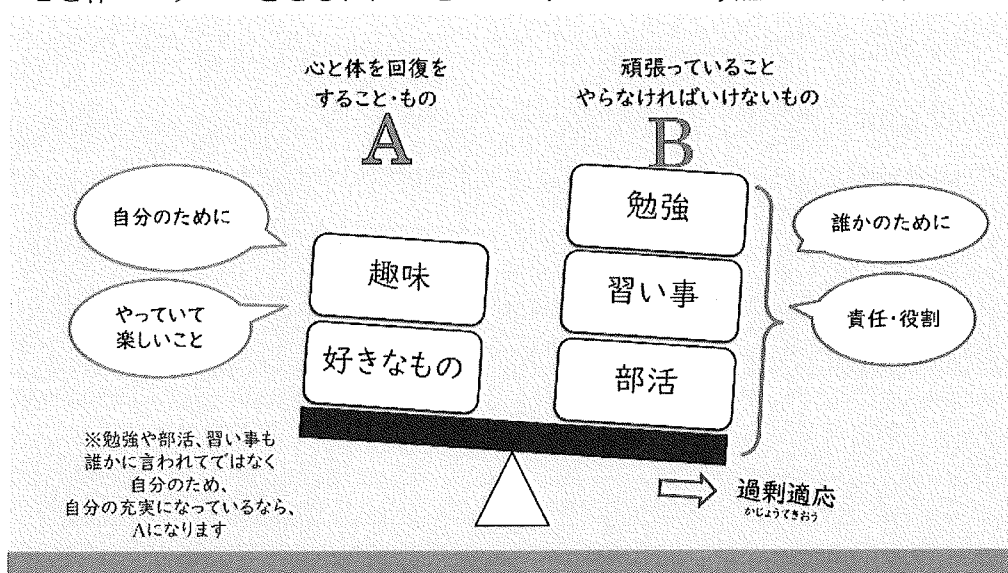 心と体を回復を
すること・もの
A
頑張っていること
やらなければいけないもの
B
自分のために
やっていて
楽しいこと
趣味
好きなもの
勉強
習い事
部活
誰かのために
責任・役割
※勉強や部活、習い事も
誰かに言われてではなく
自分のため、
自分の充実になっているなら、
Aになります
過剰適応
かじょうてきおう